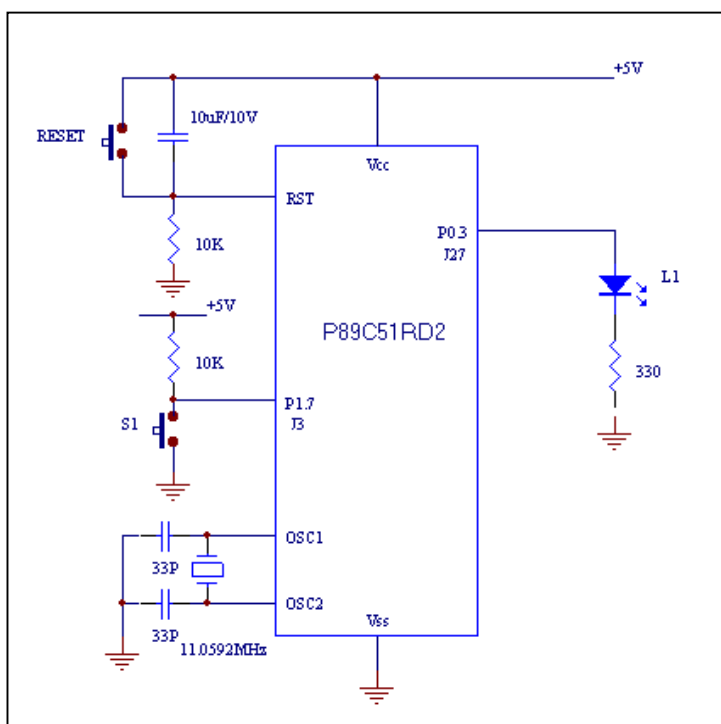 +5V
10uF/10V
RESET
Vcc
RST
P0.3
J27
10K
L1
+5V
P89C51RD2
10K
330
P1.7
S1
J3
OSC1
33P
OSC2
Vss
33P
11.0592MHz